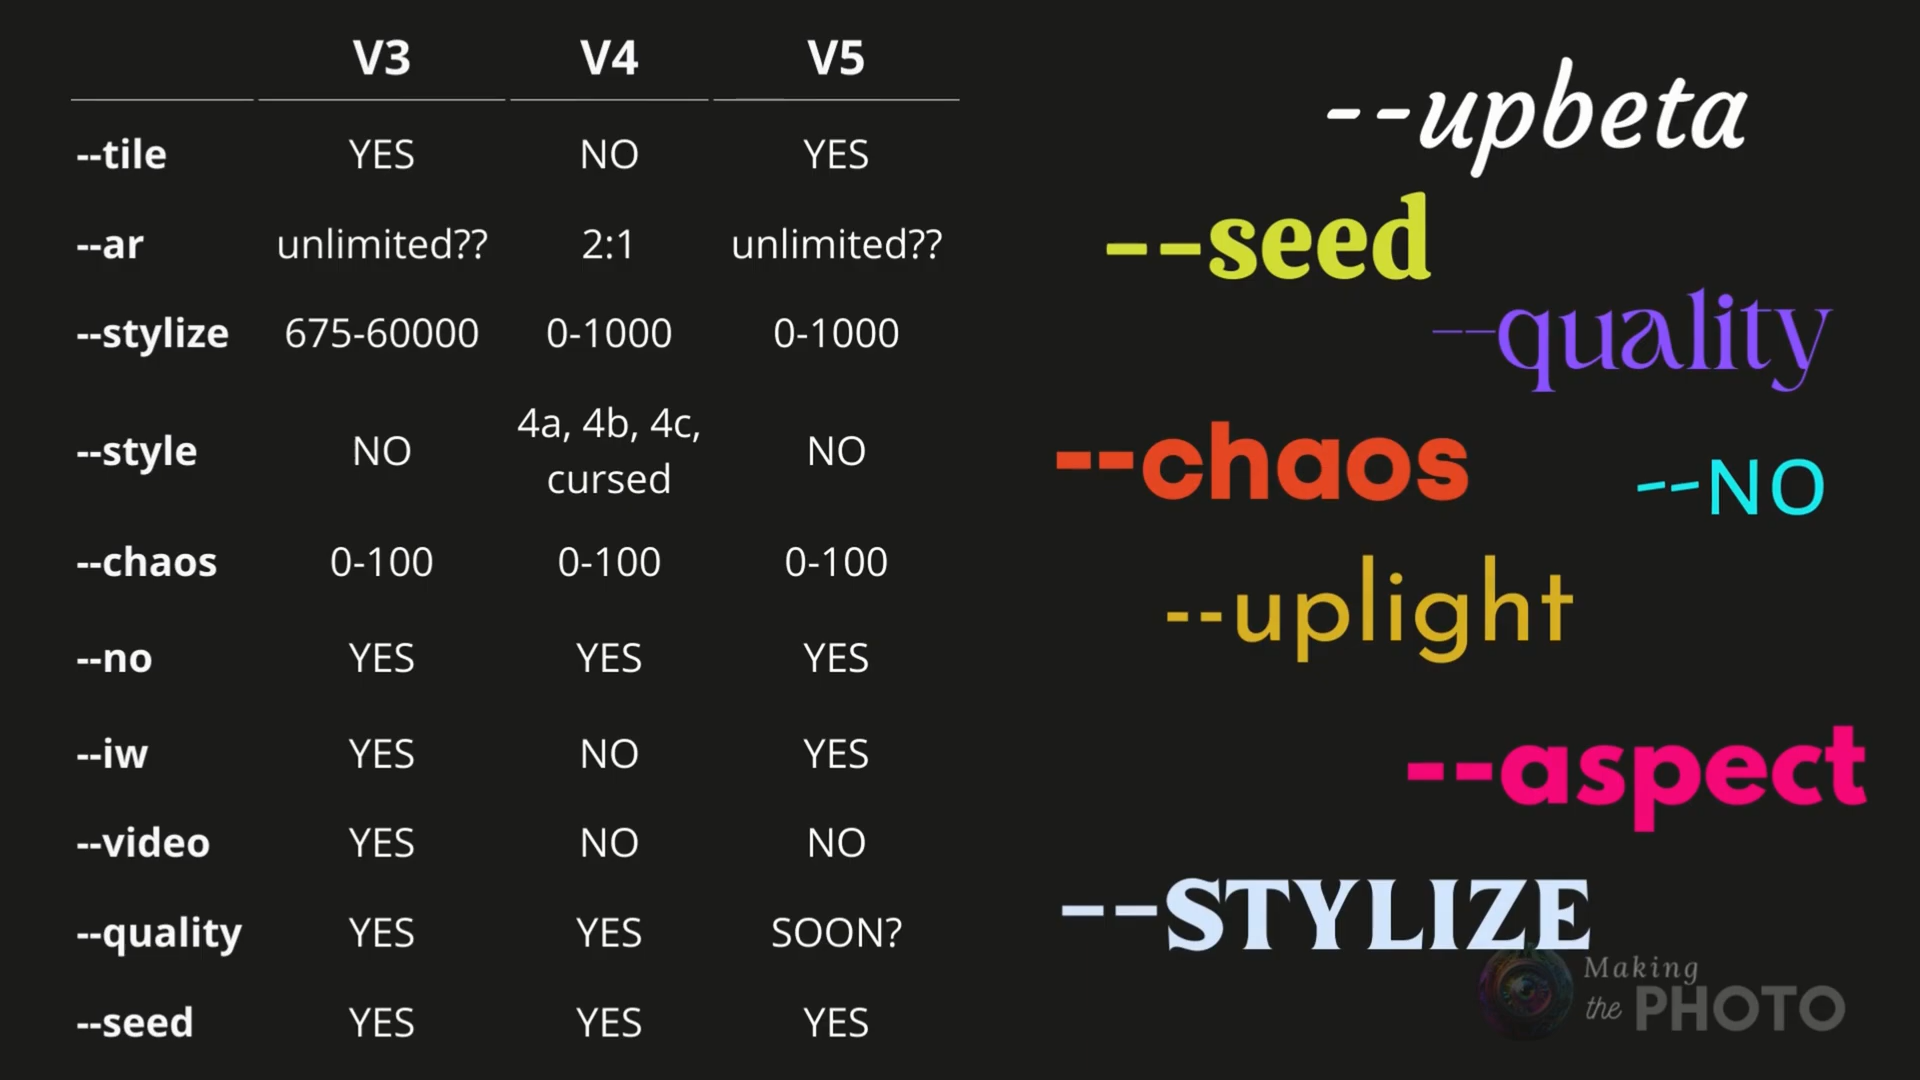 V3 V4 V5
--tile YES NO YES
--ar unlimited?? 2:1 unlimited??
--stylize 675-60000 0-1000 0-1000
--style NO 4a, 4b, 4c, NO
cursed
--chaos 0-100 0-100 0-100
--no YES YES YES
--iw YES NO YES
--video YES NO NO
--quality YES YES SOON?
--seed YES YES YES
--upbeta
--seed
--quality
--chaos
--NO
--uplight
--aspect
--STYLIZE
Making
the PHOTO